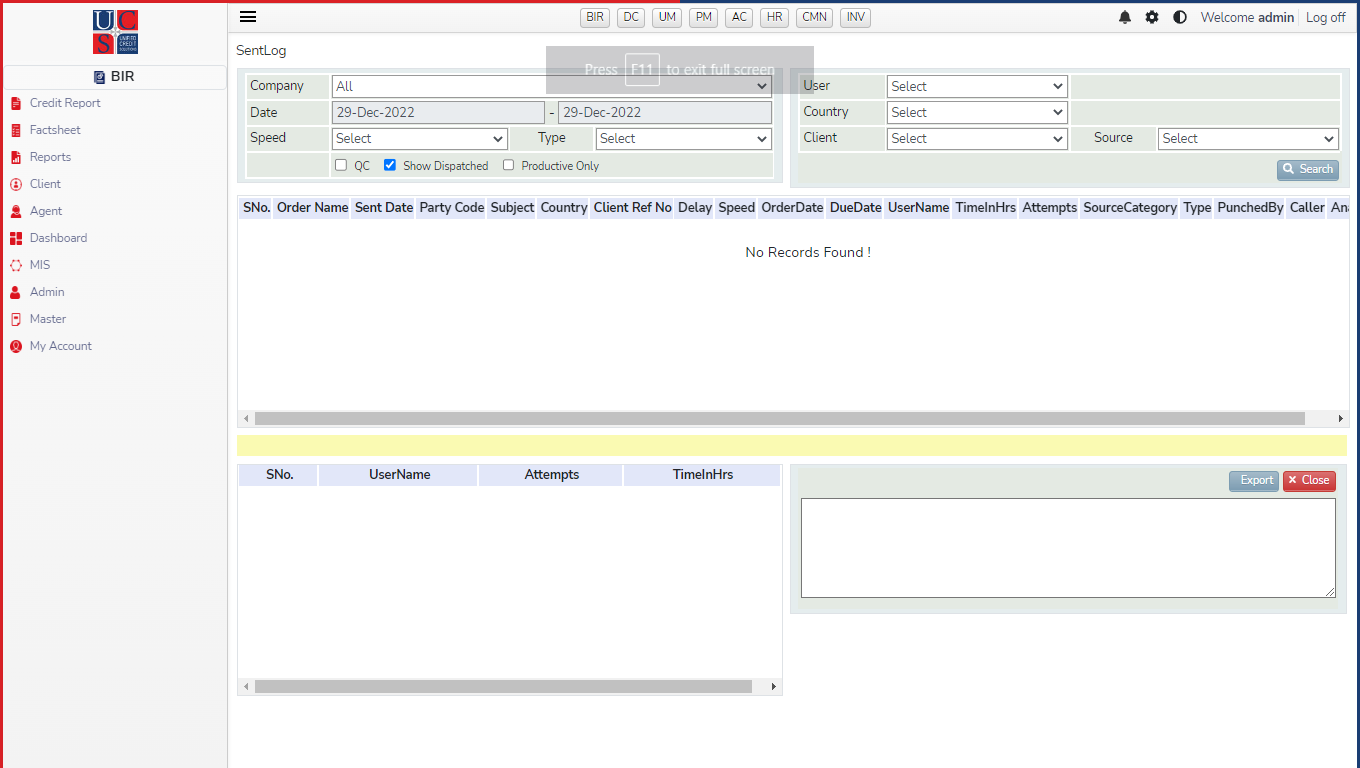 UCS UNIFIED CREDIT SOLUTIONS
BIR DC UM PM AC HR CMN INV
Welcome admin Log off
BIR
Credit Report
Factsheet
Reports
Client
Agent
Dashboard
MIS
Admin
Master
My Account
SentLog
Press F11 to exit full screen
Company All
Date 29-Dec-2022 - 29-Dec-2022
Speed Select Type Select
QC Show Dispatched Productive Only
User Select
Country Select
Client Select Source Select
Search
SNo. Order Name Sent Date Party Code Subject Country Client Ref No Delay Speed OrderDate DueDate UserName TimeInHrs Attempts SourceCategory Type PunchedBy Caller Ana
No Records Found !
SNo. UserName Attempts TimeInHrs
Export × Close